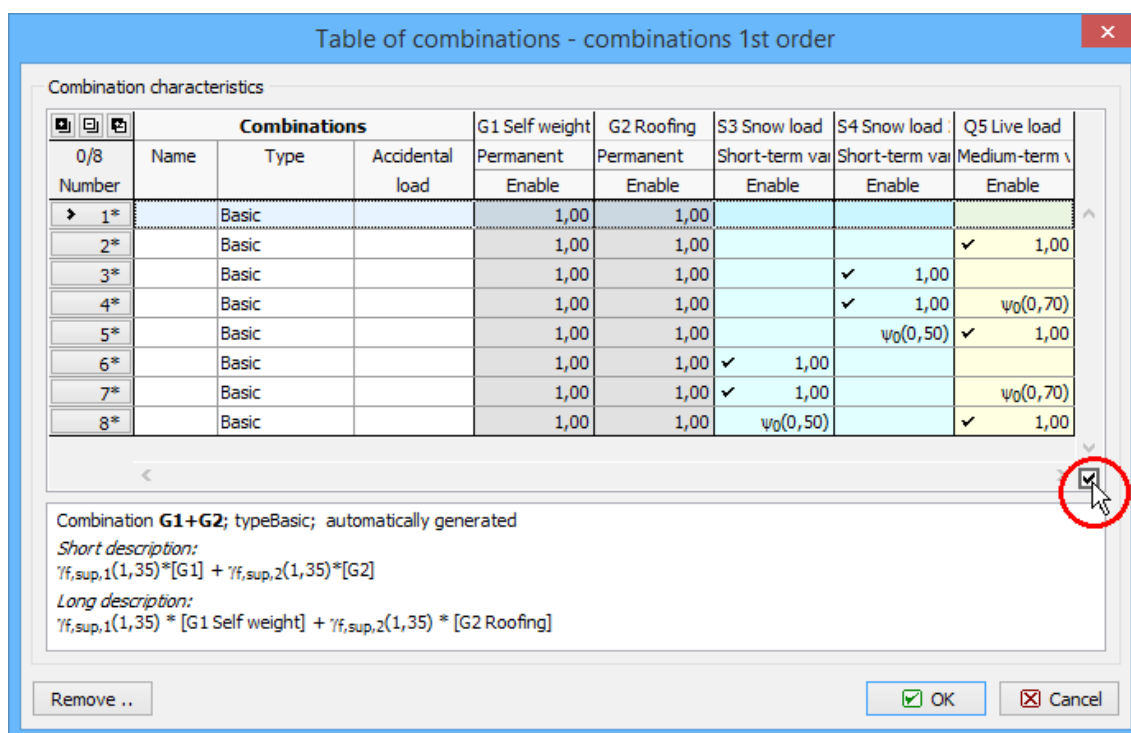 Table of combinations - combinations 1st order
Combination characteristics
Combinations G1 Self weight G2 Roofing S3 Snow load S4 Snow load : Q5 Live load
0/8 Name Type Accidental Permanent Permanent Short-term var Short-term var Medium-term v
Number load Enable Enable Enable Enable Enable
1* Basic 1,00 1,00
2* Basic 1,00 1,00 ✓ 1,00
3* Basic 1,00 1,00 ✓ 1,00
4* Basic 1,00 1,00 ✓ 1,00 ψ0(0,70)
5* Basic 1,00 1,00 ψ0(0,50) ✓ 1,00
6* Basic 1,00 1,00 ✓ 1,00
7* Basic 1,00 1,00 ✓ 1,00 ψ0(0,70)
8* Basic 1,00 1,00 ψ0(0,50) ✓ 1,00
Combination G1+G2; typeBasic; automatically generated
Short description:
γf,sup,1(1,35)*[G1] + γf,sup,2(1,35)*[G2]
Long description:
γf,sup,1(1,35) * [G1 Self weight] + γf,sup,2(1,35) * [G2 Roofing]
Remove .. OK Cancel